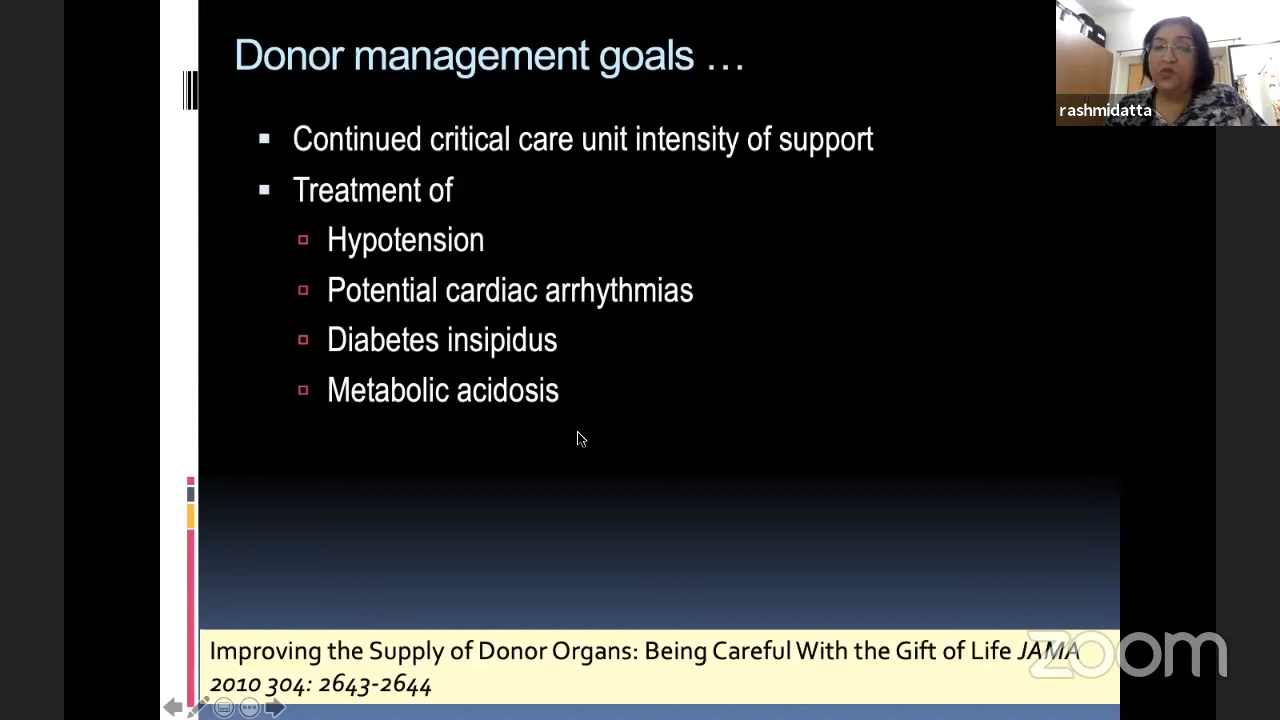 Donor management goals ...
rashmidatta
Continued critical care unit intensity of support
Treatment of
Hypotension
Potential cardiac arrhythmias
Diabetes insipidus
Metabolic acidosis
Improving the Supply of Donor Organs: Being Careful With the Gift of Life JAMA
2010 304: 2643-2644
zoom